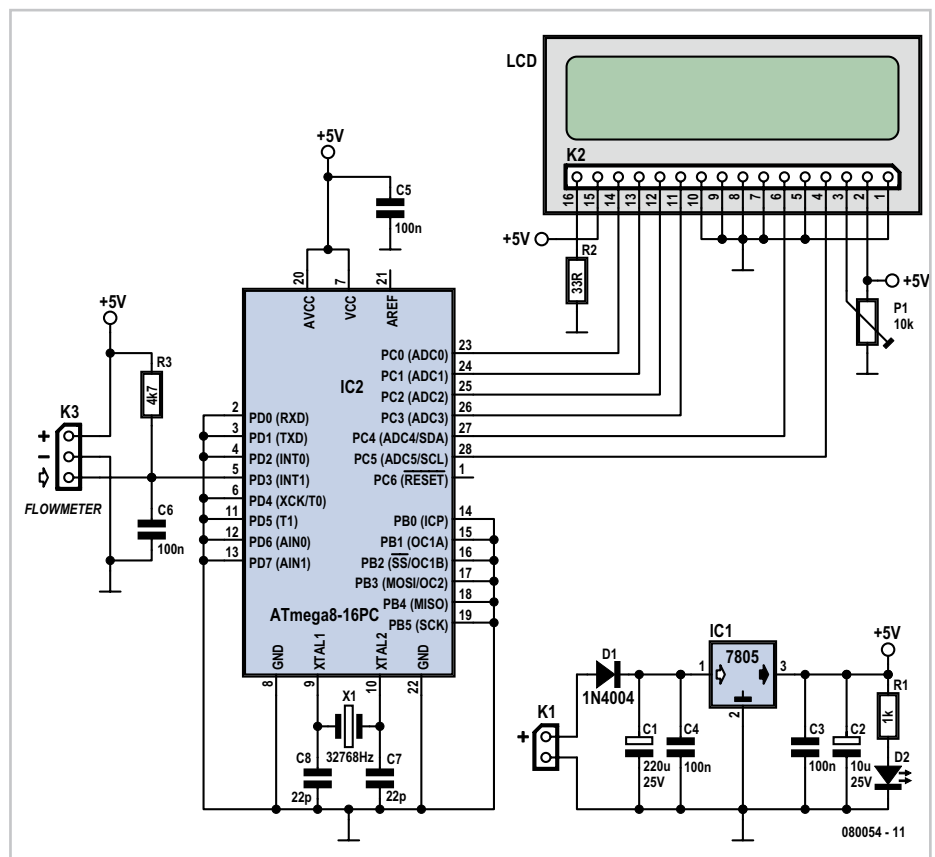 LCD
K2
16 15 14 13 12 11 10 9 8 7 6 5 4 3 2 1
+5V
C5
100n
+5V
R2
33R
+5V
P1
10k
20 7 21
AVCC VCC AREF
+5V
R3
4k7
K3
+
−
FLOWMETER
C6
100n
IC2
ATmega8-16PC
2 PD0 (RXD)
3 PD1 (TXD)
4 PD2 (INT0)
5 PD3 (INT1)
6 PD4 (XCK/T0)
11 PD5 (T1)
12 PD6 (AIN0)
13 PD7 (AIN1)
PC0 (ADC0) 23
PC1 (ADC1) 24
PC2 (ADC2) 25
PC3 (ADC3) 26
PC4 (ADC4/SDA) 27
PC5 (ADC5/SCL) 28
PC6 (RESET) 1
PB0 (ICP) 14
PB1 (OC1A) 15
PB2 (SS/OC1B) 16
PB3 (MOSI/OC2) 17
PB4 (MISO) 18
PB5 (SCK) 19
GND XTAL1 XTAL2 GND
8 9 10 22
X1
32768Hz
C8
22p
C7
22p
K1
+
D1
1N4004
C1
220u
25V
C4
100n
IC1
7805
1 3
2
C3
100n
C2
10u
25V
+5V
R1
1k
D2
080054 - 11